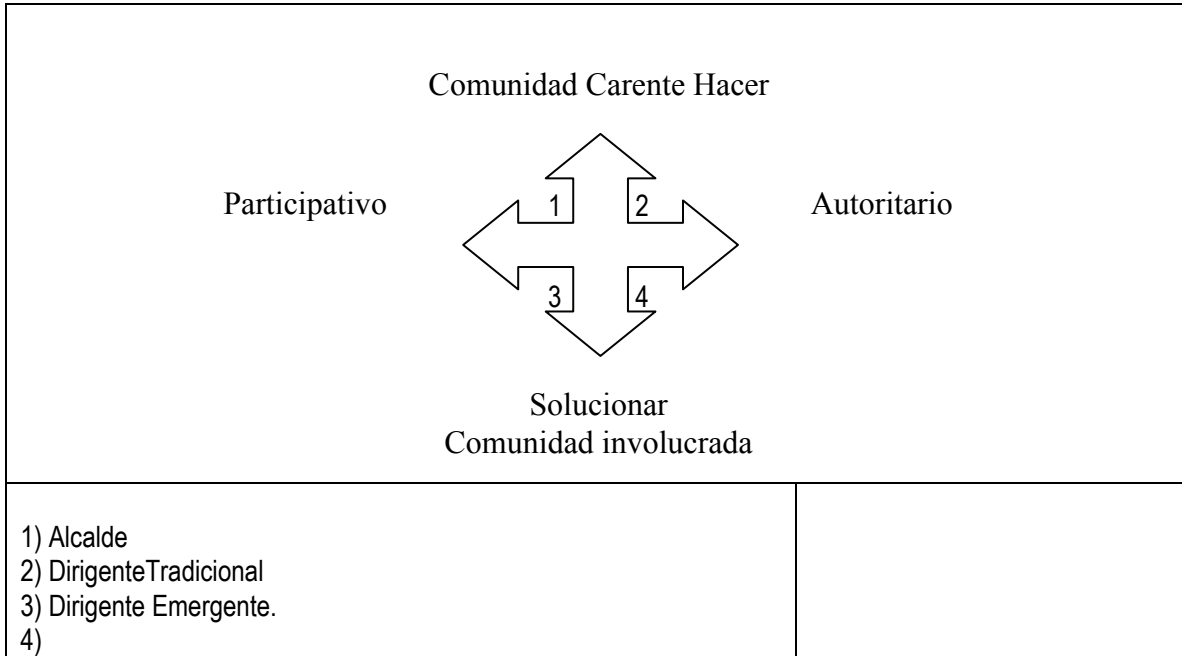 Comunidad Carente Hacer
Participativo
1
2
Autoritario
3
4
Solucionar
Comunidad involucrada
1) Alcalde
2) DirigenteTradicional
3) Dirigente Emergente.
4)